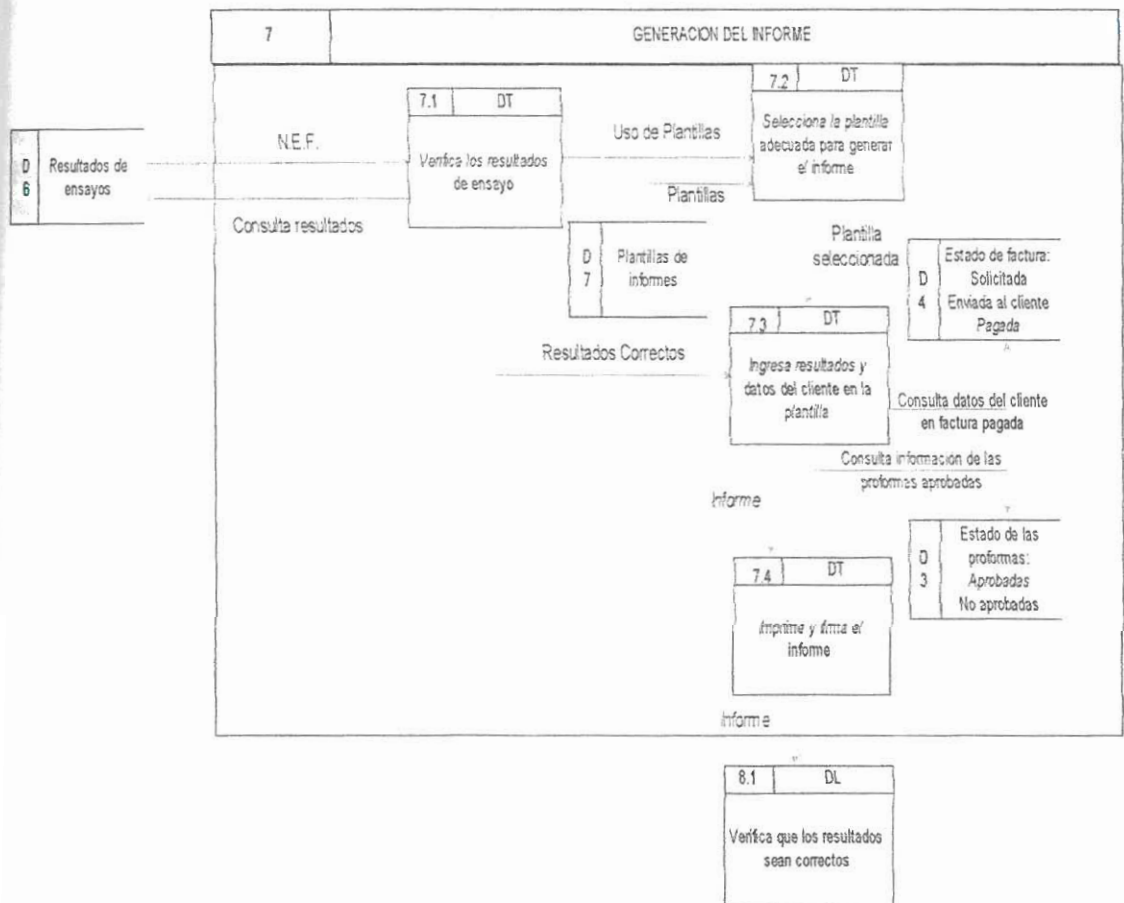 7
GENERACION DEL INFORME
7.1
DT
Verifica los resultados
de ensayo
7.2
DT
Selecciona la plantilla
adecuada para generar
el informe
D
6
Resultados de
ensayos
N.E.F.
Consulta resultados
Uso de Plantillas
Plantillas
D
7
Plantillas de
informes
Plantilla
seleccionada
D
4
Estado de factura:
Solicitada
Enviada al cliente
Pagada
Resultados Correctos
7.3
DT
Ingresa resultados y
datos del cliente en la
plantilla
Consulta datos del cliente
en factura pagada
Consulta información de las
proformas aprobadas
Informe
D
3
Estado de las
proformas:
Aprobadas
No aprobadas
7.4
DT
Imprime y firma el
informe
Informe
8.1
DL
Verifica que los resultados
sean correctos